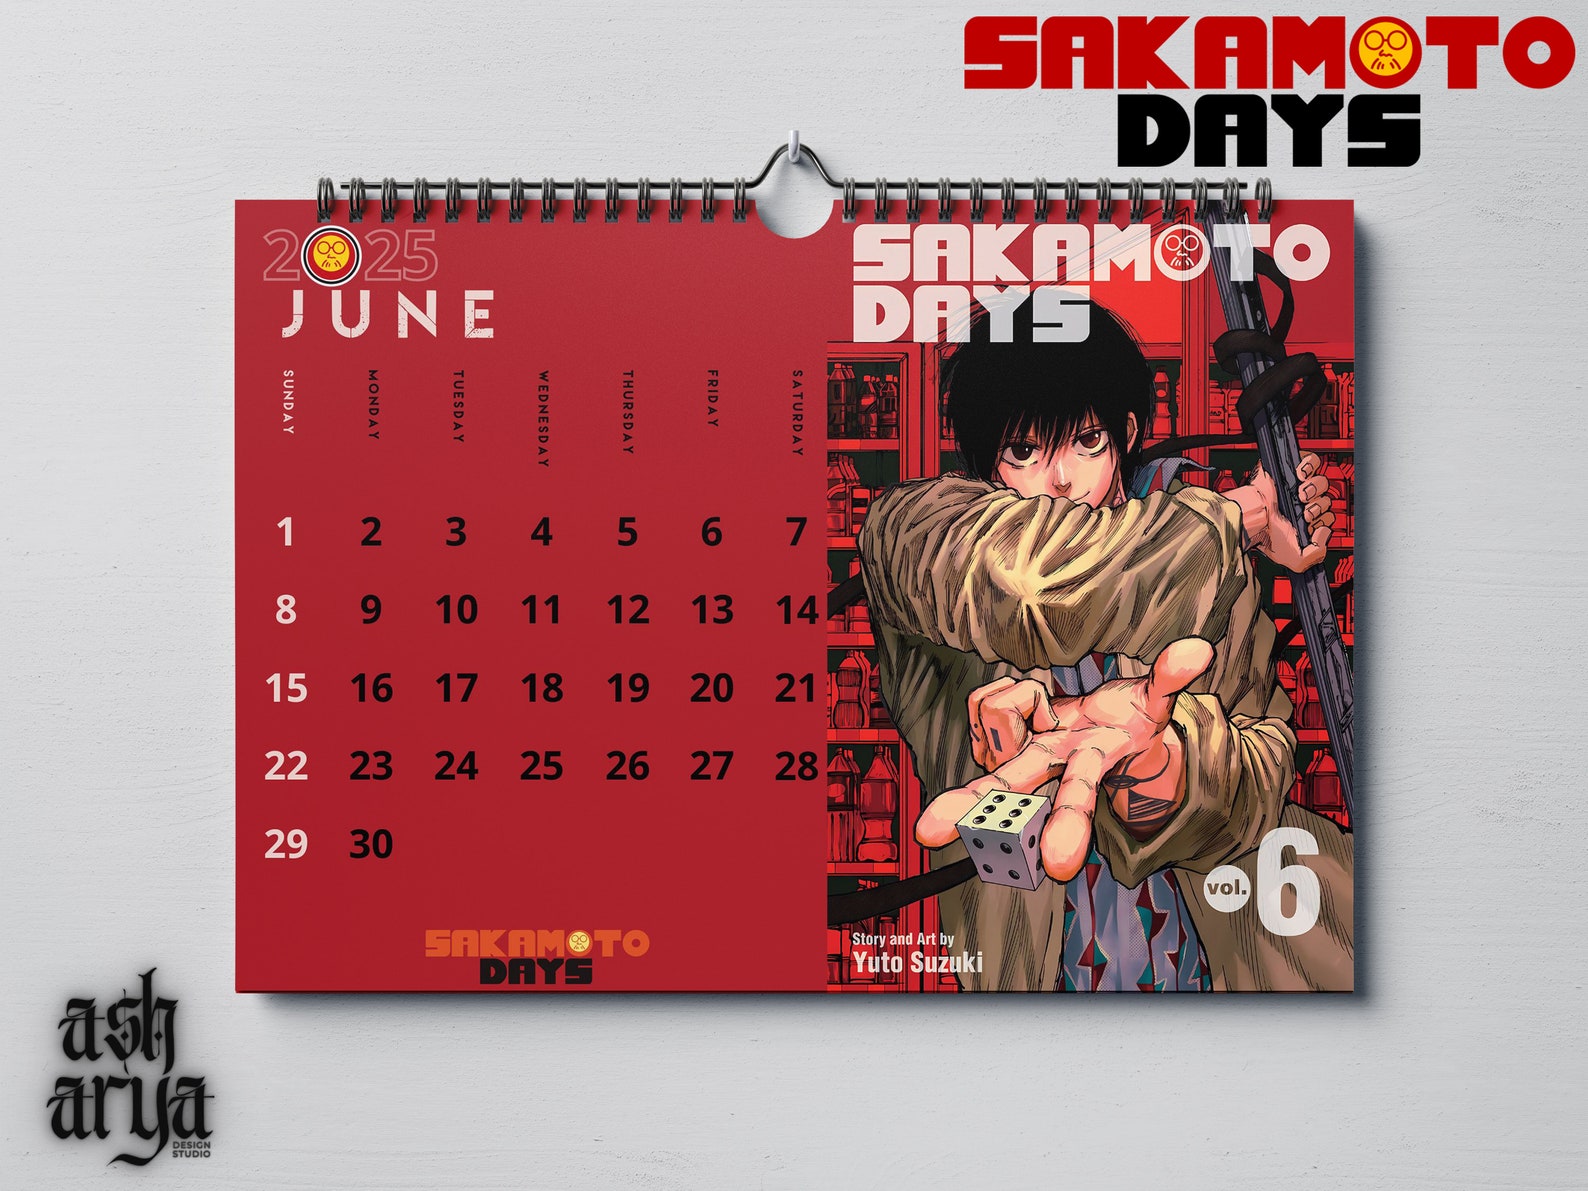 SAKAMOTO
DAYS
2025
JUNE
SUNDAY MONDAY TUESDAY WEDNESDAY THURSDAY FRIDAY SATURDAY
1 2 3 4 5 6 7
8 9 10 11 12 13 14
15 16 17 18 19 20 21
22 23 24 25 26 27 28
29 30
SAKAMOTO
DAYS
SAKAMOTO
DAYS
vol. 6
Story and Art by
Yuto Suzuki
ash
arya
DESIGN
STUDIO